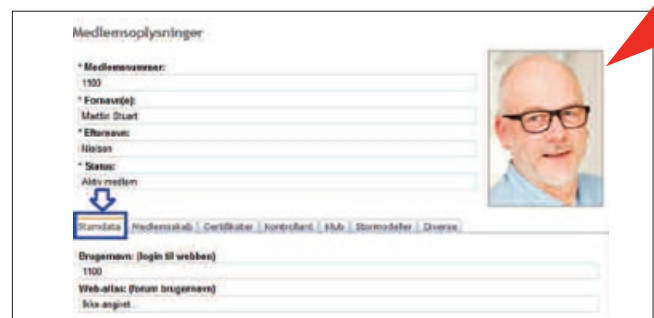 Medlemsoplysninger
* Medlemsnummer:
1100
* Fornavn(e):
Martin Stuart
* Efternavn:
Nielsen
* Status:
Aktiv medlem
Stamdata Medlemsskab Certifikater Kontrollant Klub Stormodeller Diverse
Brugernavn: (login til webben)
1100
Web-alias: (forum brugernavn)
Ikke angivet...